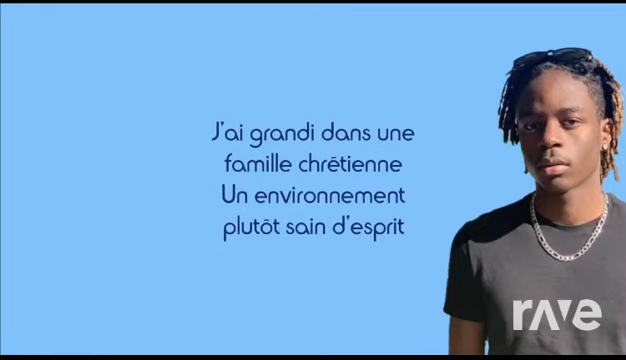 J'ai grandi dans une
famille chrétienne
Un environnement
plutôt sain d'esprit
rave